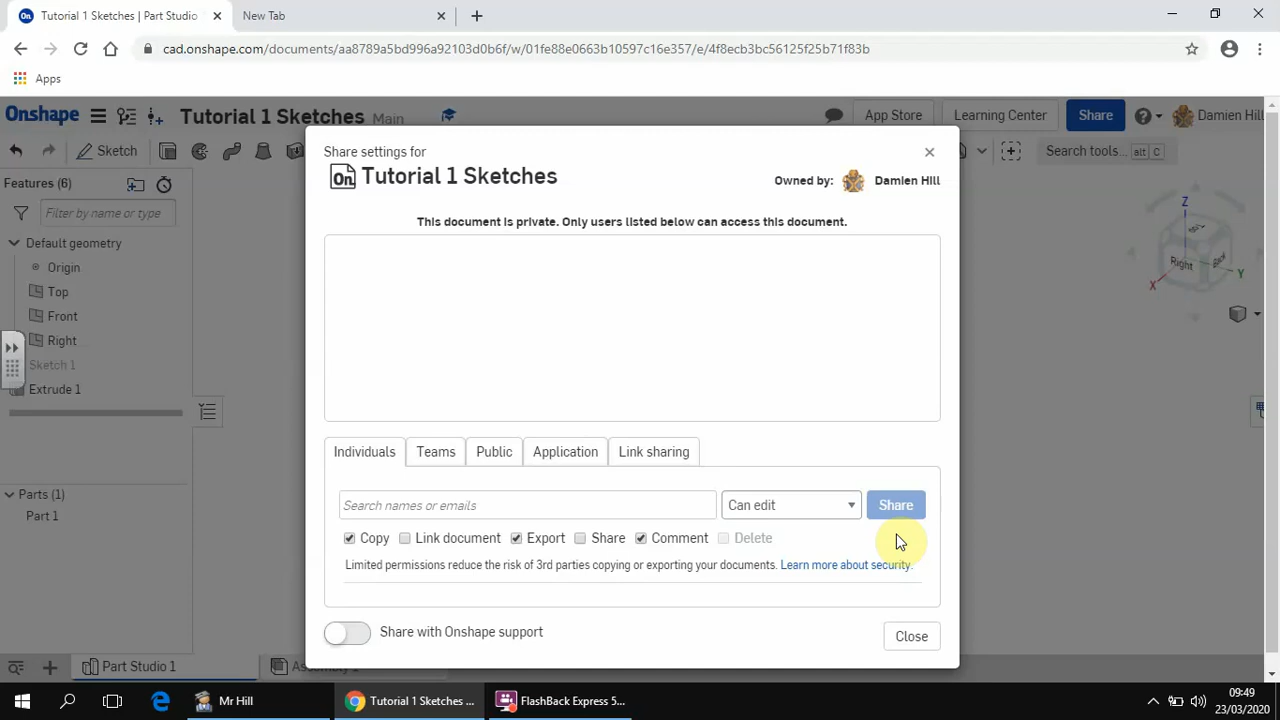 Tutorial 1 Sketches | Part Studio
New Tab
cad.onshape.com/documents/aa8789a5bd996a92103d0b6f/w/01fe88e0663b10597c16e357/e/4f8ecb3bc56125f25b71f83b
Apps
Onshape
Tutorial 1 Sketches Main
App Store
Learning Center
Share
Damien Hill
Sketch
Search tools... alt C
Features (6)
Filter by name or type
Default geometry
Origin
Top
Front
Right
Sketch 1
Extrude 1
Parts (1)
Part 1
Z
Right
Back
X
Y
Share settings for
On Tutorial 1 Sketches
Owned by: Damien Hill
This document is private. Only users listed below can access this document.
Individuals Teams Public Application Link sharing
Search names or emails Can edit Share
Copy Link document Export Share Comment Delete
Limited permissions reduce the risk of 3rd parties copying or exporting your documents. Learn more about security.
Share with Onshape support
Close
Part Studio 1
Assembly 1
Mr Hill
Tutorial 1 Sketches ...
FlashBack Express 5...
09:49
23/03/2020